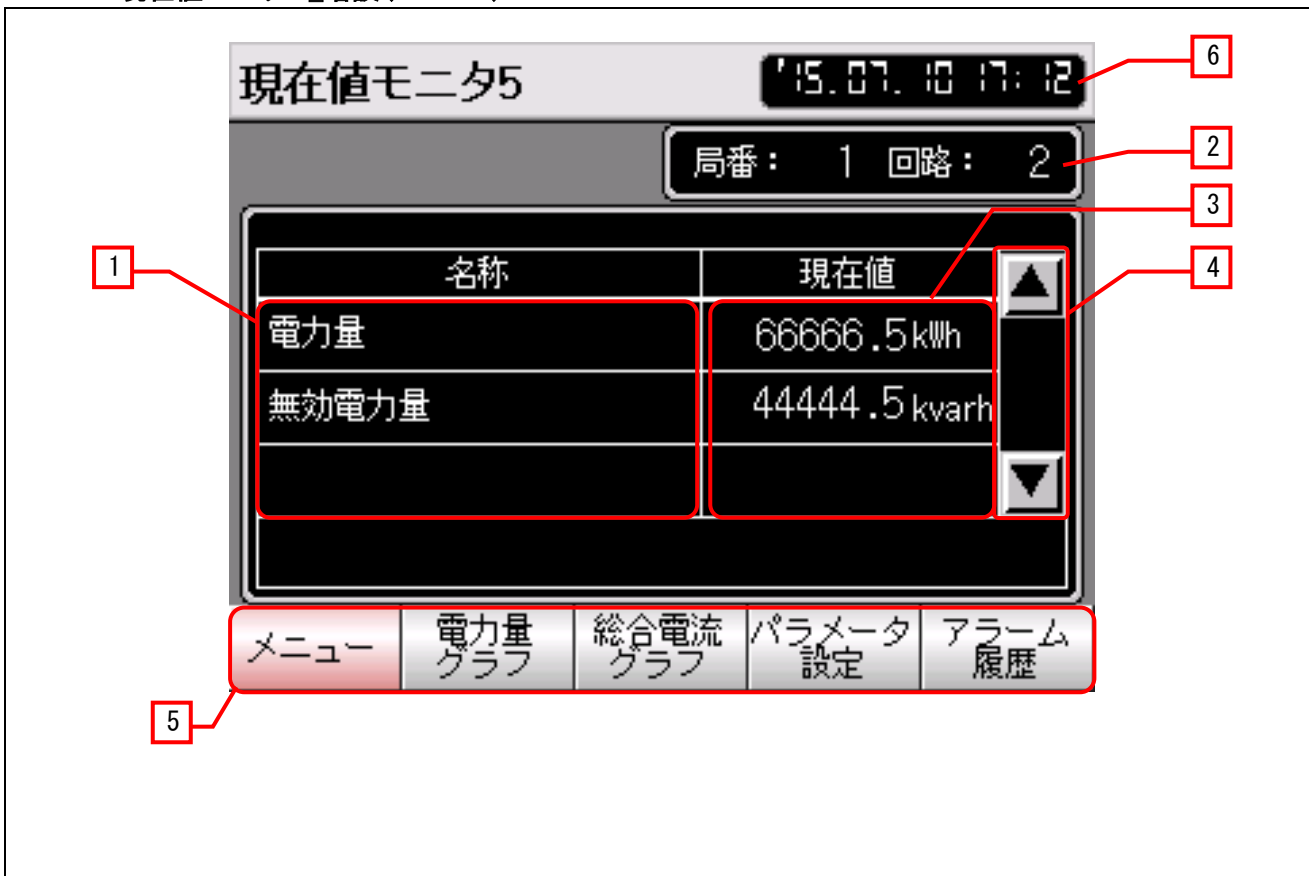 現在値モニタ5
'15.07.10 17:12
6
局番： 1 回路： 2
2
3
1
名称 現在値
4
電力量 66666.5kWh
無効電力量 44444.5kvarh
メニュー 電力量グラフ 総合電流グラフ パラメータ設定 アラーム履歴
5